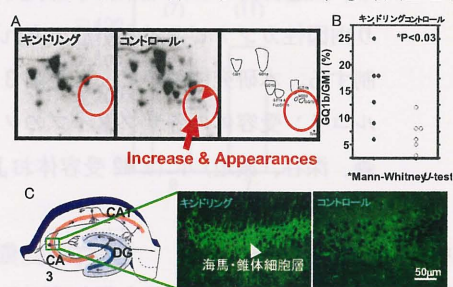 A
キンドリング
コントロール
GM1
GD1a
Increase & Appearances
B
キンドリングコントロール
*P<0.03
GQ1b/GM1 (%)
25
20
15
10
5
*Mann-WhitneyU-test
C
CA1
CA
3
DG
キンドリング
コントロール
海馬・錐体細胞層
50μm